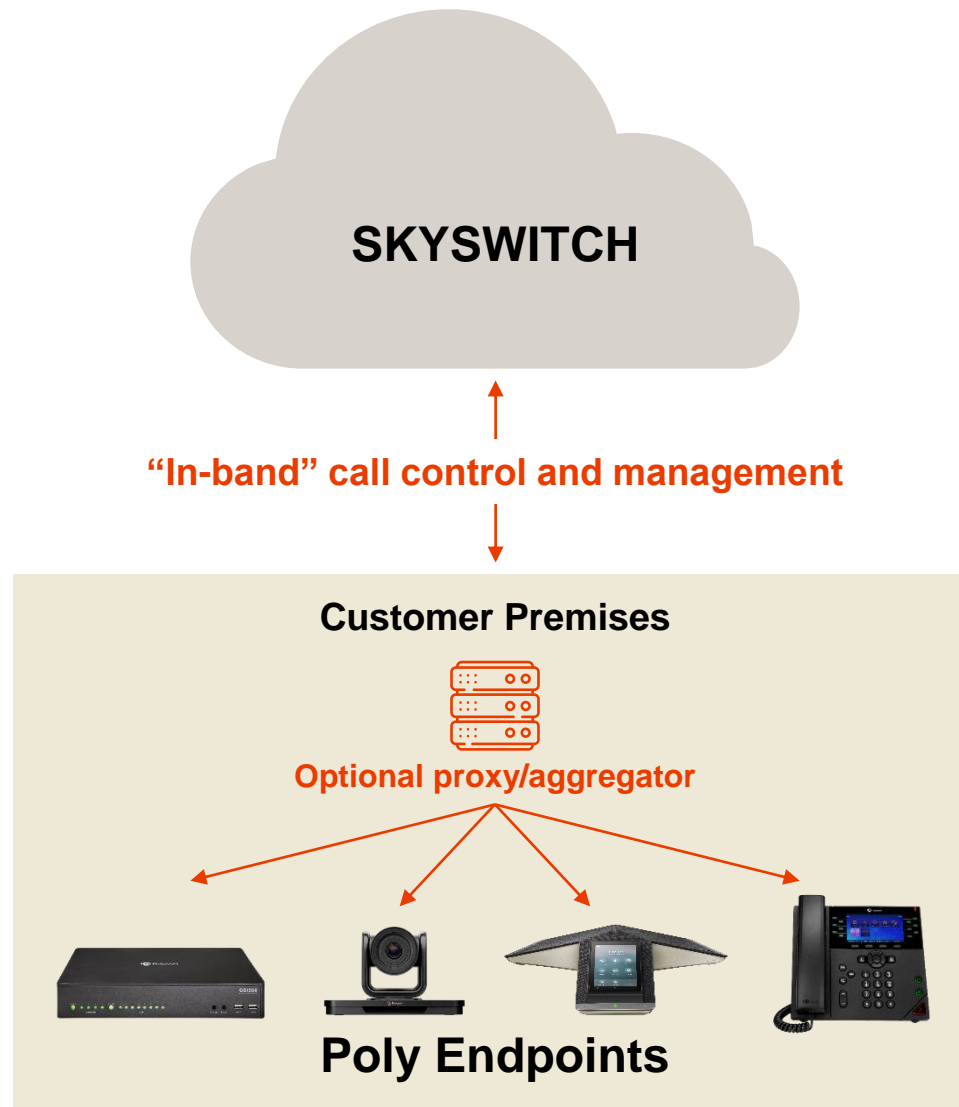 SKYSWITCH
“In-band” call control and management
Customer Premises
Optional proxy/aggregator
Poly Endpoints